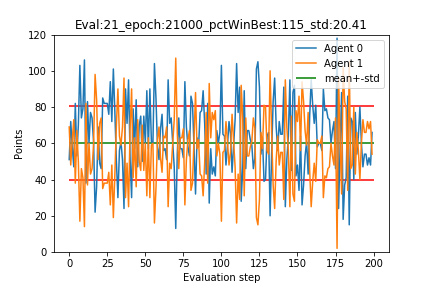 Eval:21_epoch:21000_pctWinBest:115_std:20.41
Points
120
100
80
60
40
20
0
Agent 0
Agent 1
mean+-std
0
25
50
75
100
125
150
175
200
Evaluation step